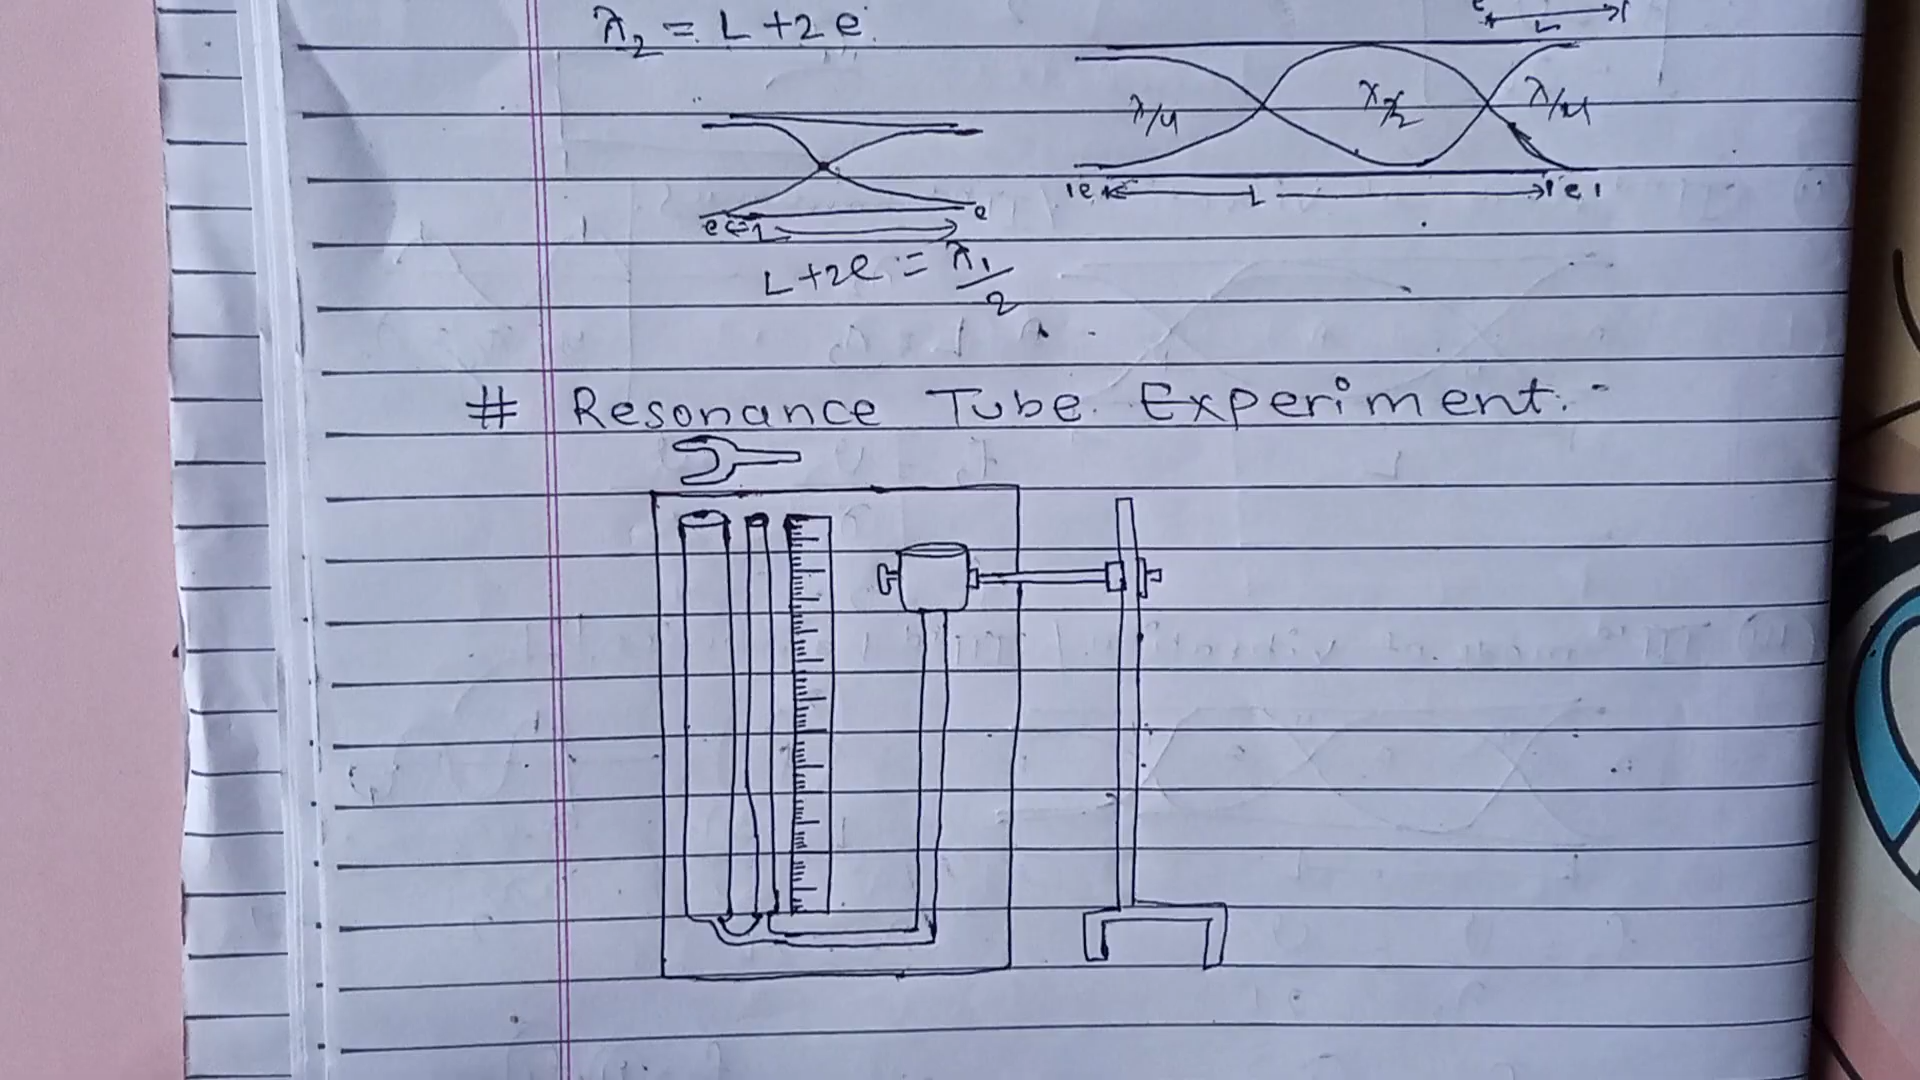 λ₂ = L + 2e
e
L
λ/4 λ/2 λ/4
e L e
e L e
L + 2e = λ₁/2
# Resonance Tube Experiment:-